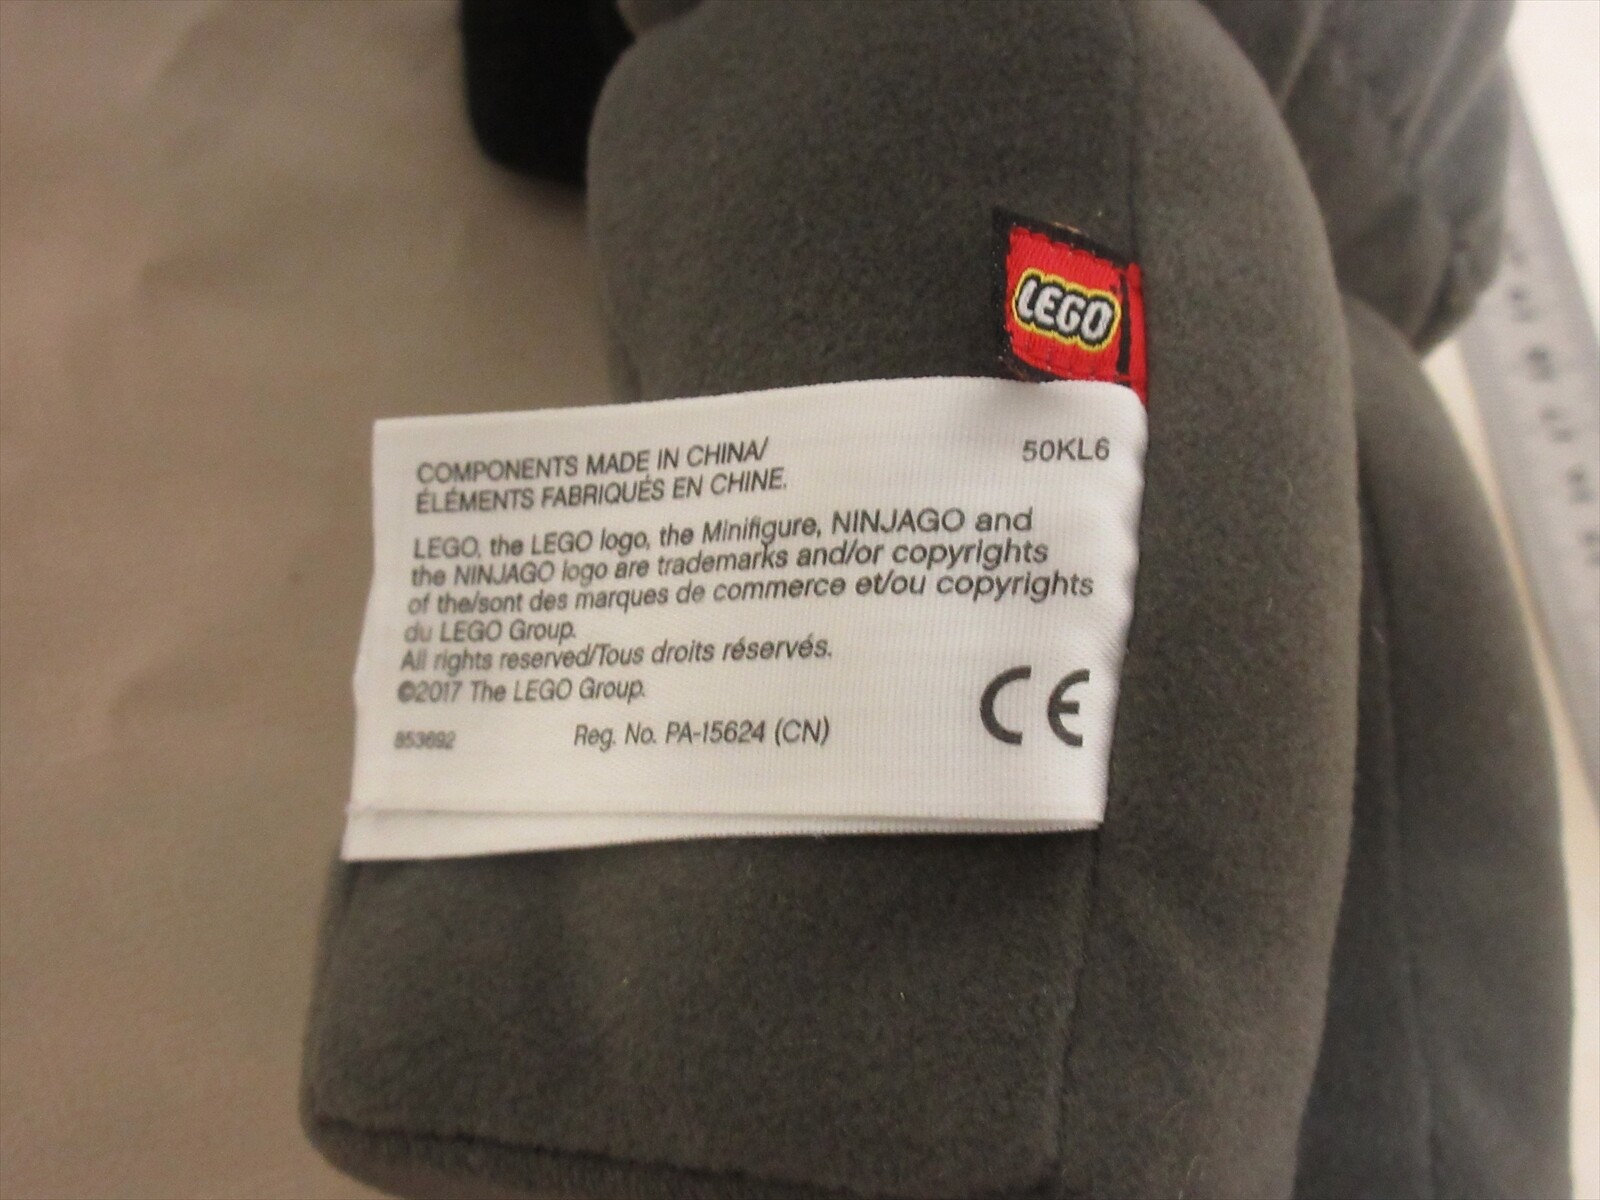 LEGO
COMPONENTS MADE IN CHINA/
50KL6
ÉLÉMENTS FABRIQUÉS EN CHINE.
LEGO, the LEGO logo, the Minifigure, NINJAGO and
the NINJAGO logo are trademarks and/or copyrights
of the/sont des marques de commerce et/ou copyrights
du LEGO Group.
All rights reserved/Tous droits réservés.
©2017 The LEGO Group.
853692
Reg. No. PA-15624 (CN)
CE